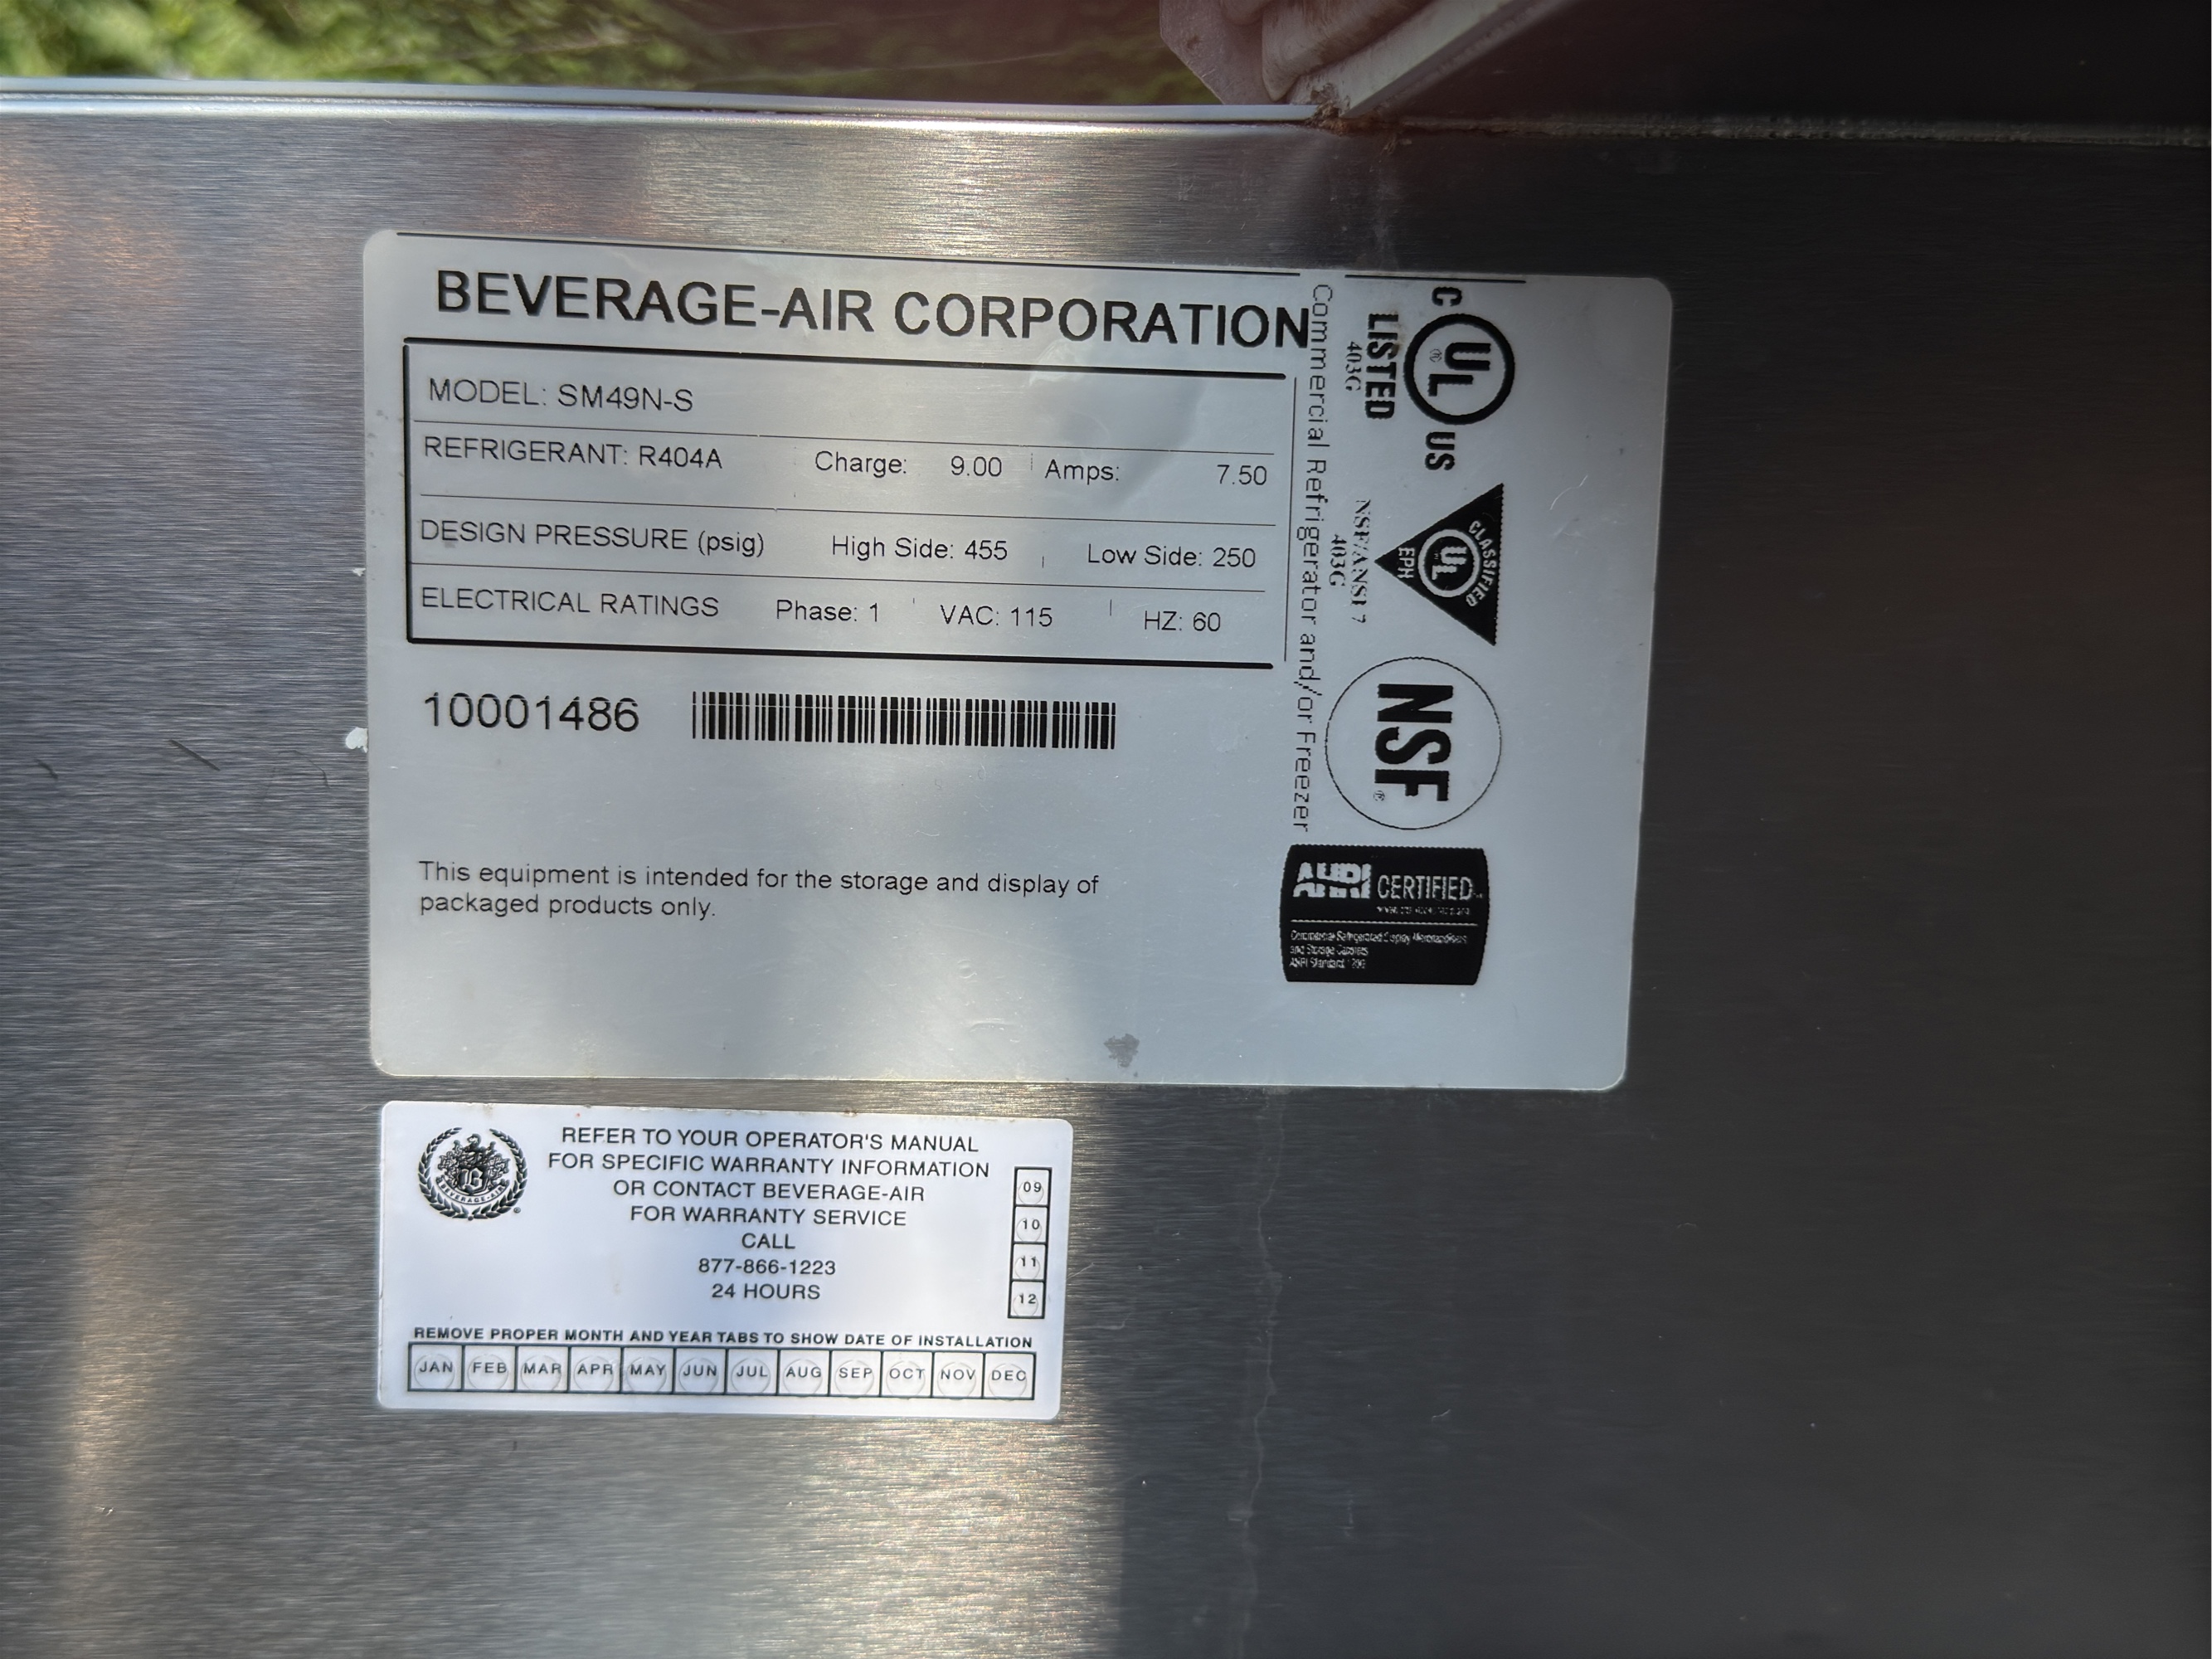 BEVERAGE-AIR CORPORATION
MODEL: SM49N-S
REFRIGERANT: R404A Charge: 9.00 Amps: 7.50
DESIGN PRESSURE (psig) High Side: 455 Low Side: 250
ELECTRICAL RATINGS Phase: 1 VAC: 115 HZ: 60
10001486
This equipment is intended for the storage and display of
packaged products only.
Commercial Refrigerator and/or Freezer
C UL ® US
LISTED
403G
CLASSIFIED
UL
EPH
NSF/ANSI 7
403G
NSF®
CERTIFIED
REFER TO YOUR OPERATOR'S MANUAL
FOR SPECIFIC WARRANTY INFORMATION
OR CONTACT BEVERAGE-AIR
FOR WARRANTY SERVICE
CALL
877-866-1223
24 HOURS
B
BEVERAGE-AIR
®
09
10
11
12
REMOVE PROPER MONTH AND YEAR TABS TO SHOW DATE OF INSTALLATION
JAN FEB MAR APR MAY JUN JUL AUG SEP OCT NOV DEC